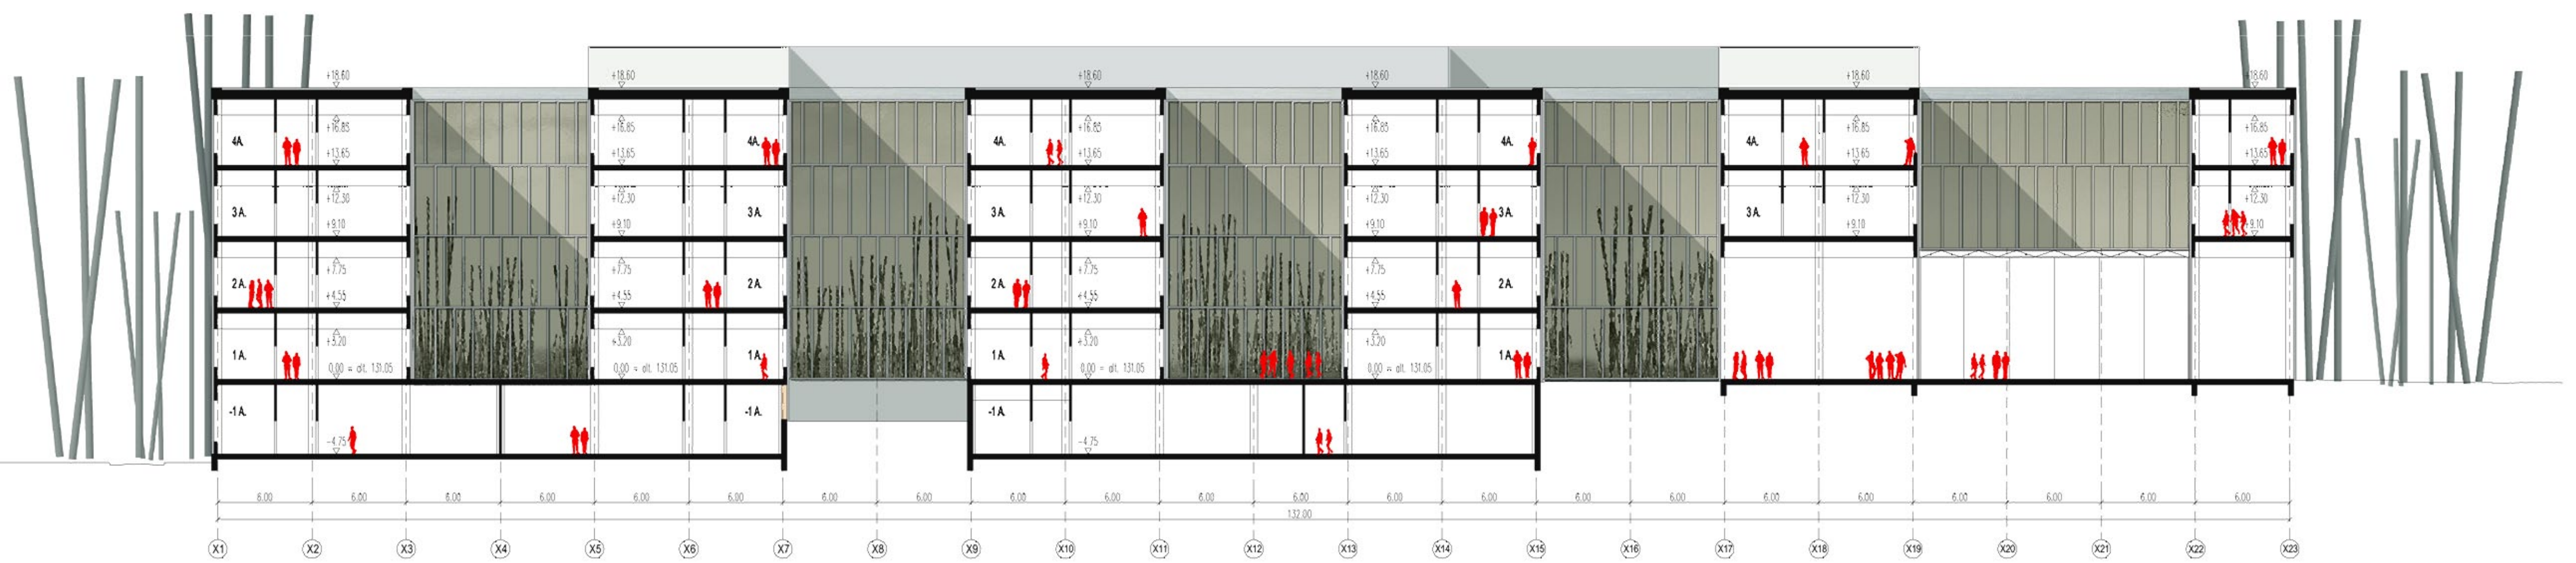 +18.60 +18.60 +18.60 +18.60 +18.60 +18.60
+16.85 +16.85 +16.85 +16.85 +16.85 +16.85
4A. 4A. 4A. 4A. 4A.
+13.65 +13.65 +13.65 +13.65 +13.65 +13.65
+12.30 +12.30 +12.30 +12.30 +12.30 +12.30
3A. 3A. 3A. 3A. 3A.
+9.10 +9.10 +9.10 +9.10 +9.10 +9.10
+7.75 +7.75 +7.75 +7.75
2A. 2A. 2A. 2A.
+4.55 +4.55 +4.55 +4.55
+3.20 +3.20 +3.20 +3.20
1A. 1A. 1A. 1A.
0.00 = alt. 131.05 0.00 = alt. 131.05 0.00 = alt. 131.05 0.00 = alt. 131.05
-1A. -1A. -1A.
-4.75 -4.75
6.00 6.00 6.00 6.00 6.00 6.00 6.00 6.00 6.00 6.00 6.00 6.00 6.00 6.00 6.00 6.00 6.00 6.00 6.00 6.00 6.00 6.00
132.00
X1 X2 X3 X4 X5 X6 X7 X8 X9 X10 X11 X12 X13 X14 X15 X16 X17 X18 X19 X20 X21 X22 X23